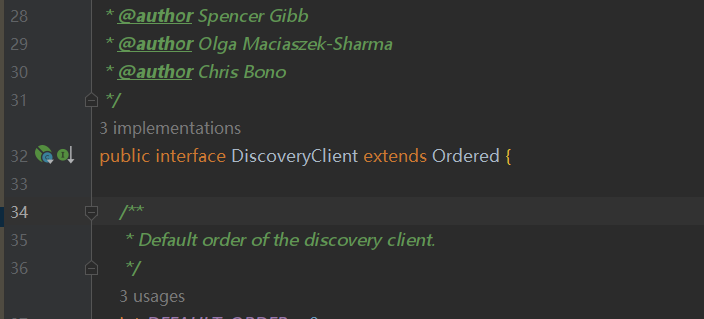 28 * @author Spencer Gibb
29 * @author Olga Maciaszek-Sharma
30 * @author Chris Bono
31 */
3 implementations
32 public interface DiscoveryClient extends Ordered {
33
34 /**
35 * Default order of the discovery client.
36 */
3 usages